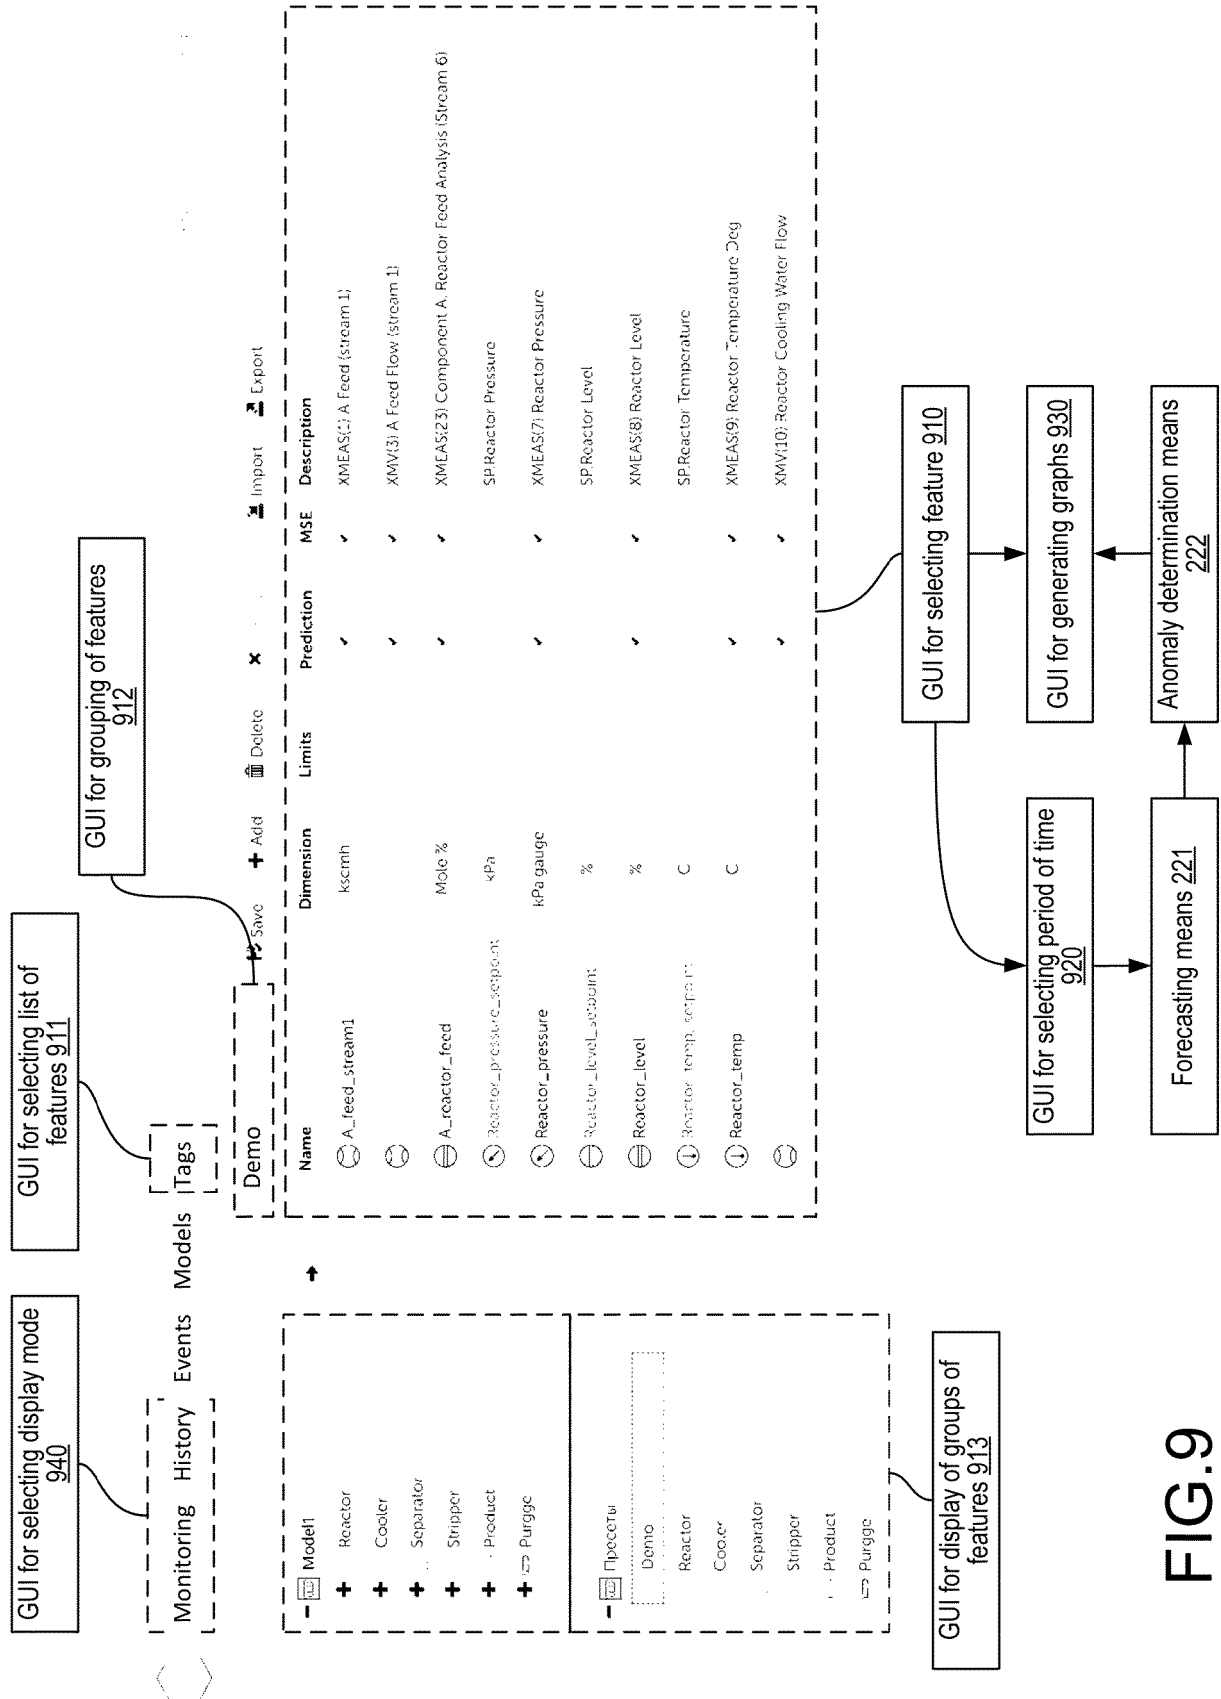 GUI for selecting display mode
940
GUI for selecting list of
features 911
GUI for grouping of features
912
Monitoring History Events Models Tags
Demo
Save Add Delete Import Export
Model1
Reactor
Cooler
Separator
Stripper
Product
Purgge
Пресеты
Demo
Reactor
Cooler
Separator
Stripper
Product
Purgge
GUI for display of groups of
features 913
Name Dimension Limits Prediction MSE Description
A_feed_stream1 kscmh ✓ ✓ XMEAS(1) A Feed (stream 1)
✓ ✓ XMV(3) A Feed Flow (stream 1)
A_reactor_feed Mole % ✓ ✓ XMEAS(23) Component A, Reactor Feed Analysis (Stream 6)
Reactor_pressure_setpoint kPa SP.Reactor Pressure
Reactor_pressure kPa gauge ✓ ✓ XMEAS(7) Reactor Pressure
Reactor_level_setpoint % SP.Reactor Level
Reactor_level % ✓ ✓ XMEAS(8) Reactor Level
Reactor_temp_setpoint C SP.Reactor Temperature
Reactor_temp C ✓ ✓ XMEAS(9) Reactor Temperature Deg
✓ ✓ XMV(10) Reactor Cooling Water Flow
GUI for selecting feature 910
GUI for selecting period of time
920
GUI for generating graphs 930
Forecasting means 221
Anomaly determination means
222
FIG.9